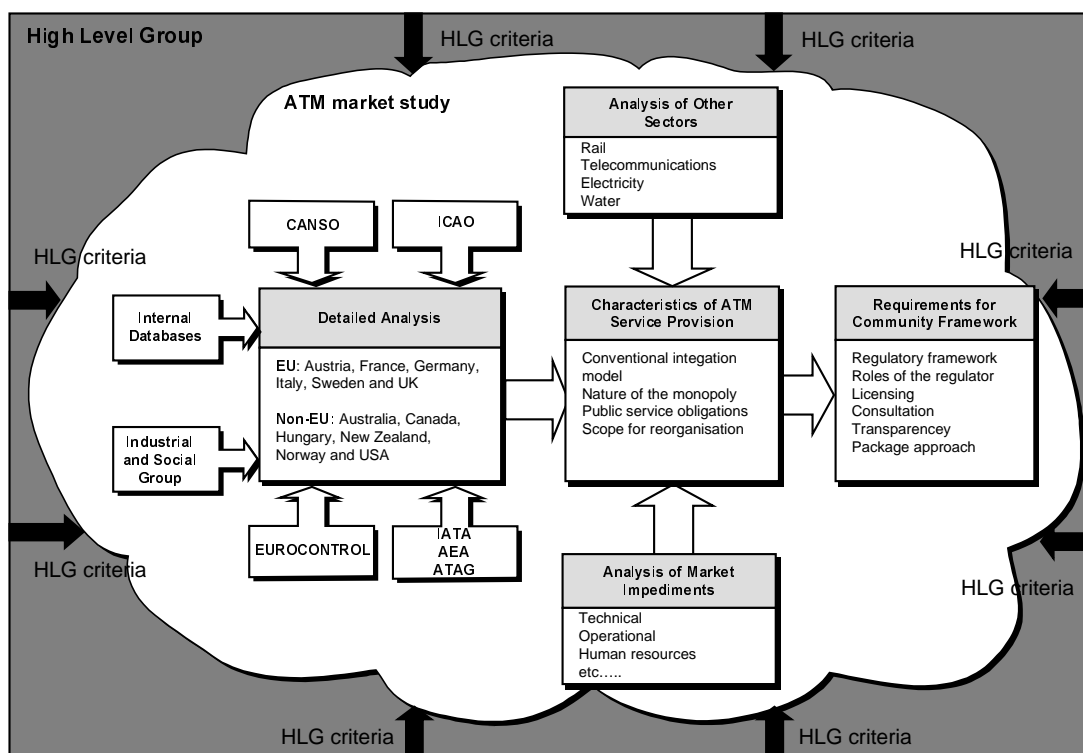 High Level Group
HLG criteria
HLG criteria
ATM market study
Analysis of Other
Sectors
Rail
Telecommunications
Electricity
Water
CANSO
ICAO
HLG criteria
HLG criteria
Internal
Databases
Detailed Analysis
EU: Austria, France, Germany,
Italy, Sweden and UK
Non-EU: Australia, Canada,
Hungary, New Zealand,
Norway and USA
Characteristics of ATM
Service Provision
Conventional integation
model
Nature of the monopoly
Public service obligations
Scope for reorganisation
Requirements for
Community Framework
Regulatory framework
Roles of the regulator
Licensing
Consultation
Transparencey
Package approach
Industrial
and Social
Group
EUROCONTROL
IATA
AEA
ATAG
HLG criteria
HLG criteria
Analysis of Market
Impediments
Technical
Operational
Human resources
etc…..
HLG criteria
HLG criteria